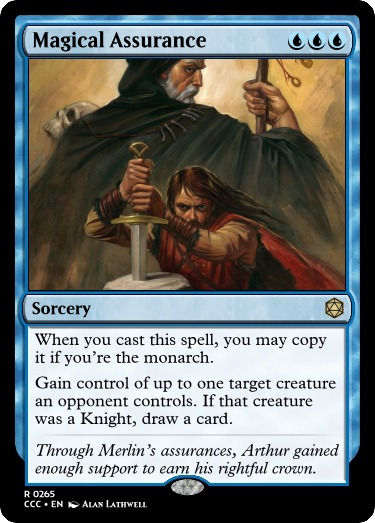 Magical Assurance
Sorcery
When you cast this spell, you may copy
it if you're the monarch.
Gain control of up to one target creature
an opponent controls. If that creature
was a Knight, draw a card.
Through Merlin's assurances, Arthur gained
enough support to earn his rightful crown.
R 0265
CCC • EN Alan Lathwell